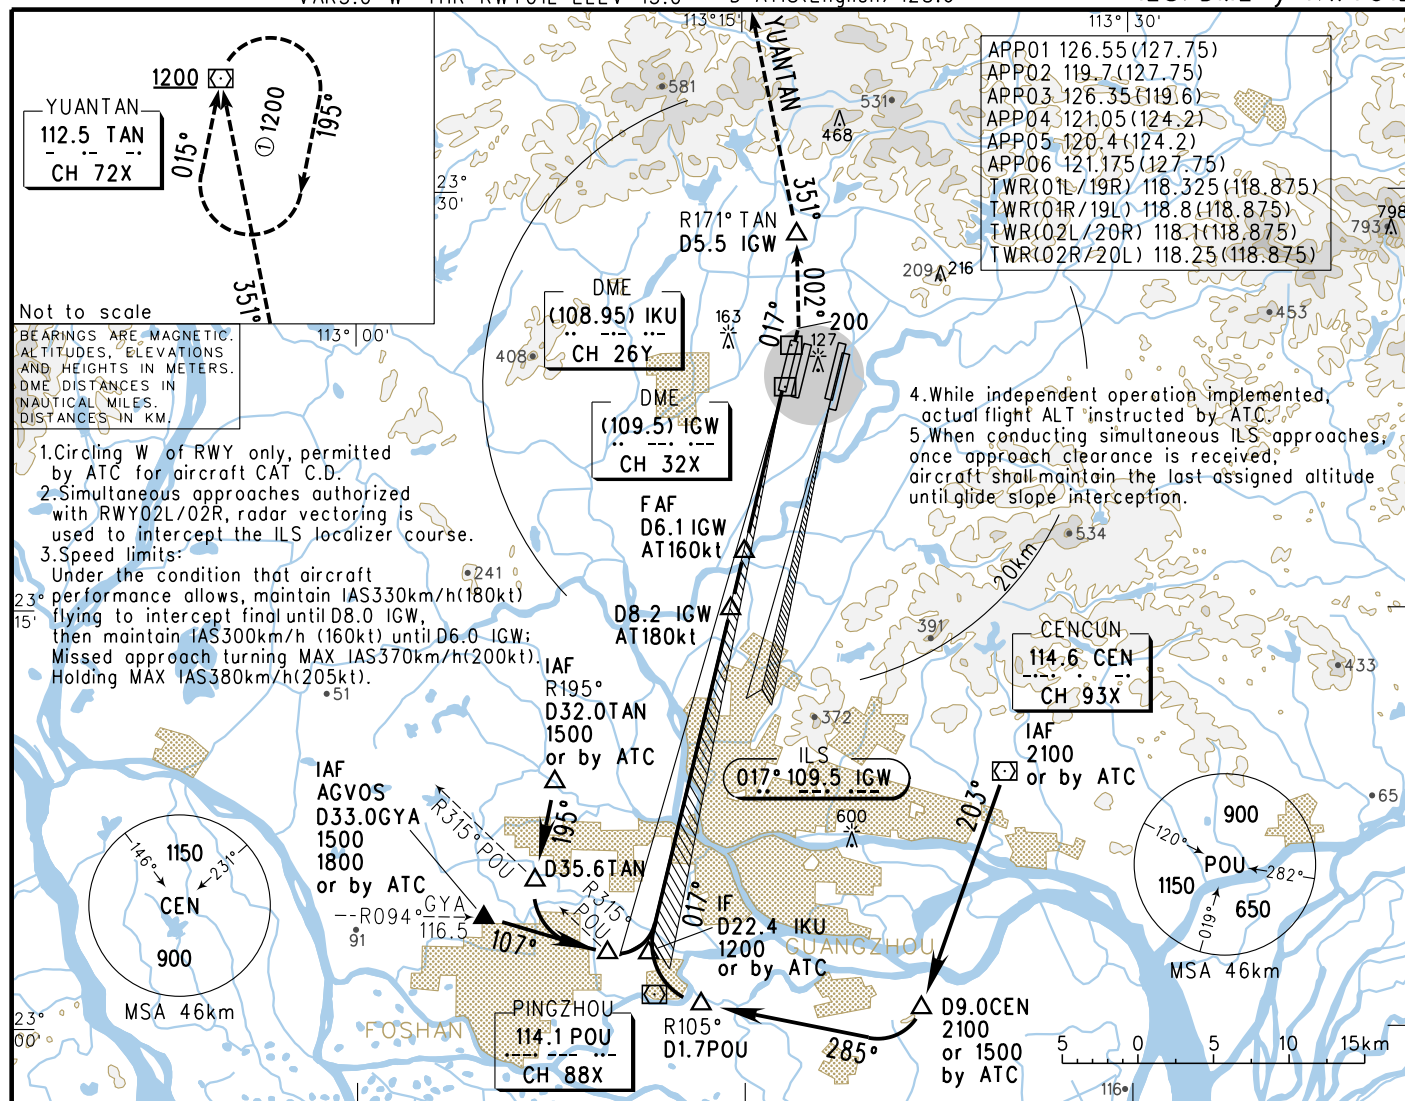 113°15'
113°30'
1200
YUANTAN
112.5 TAN
CH 72X
015°
①1200
195°
351°
Not to scale
BEARINGS ARE MAGNETIC.
ALTITUDES, ELEVATIONS
AND HEIGHTS IN METERS.
DME DISTANCES IN
NAUTICAL MILES.
DISTANCES IN KM.
113°00'
23°
30'
YUANTAN
351°
581
531
468
APP01 126.55(127.75)
APP02 119.7(127.75)
APP03 126.35(119.6)
APP04 121.05(124.2)
APP05 120.4(124.2)
APP06 121.175(127.75)
TWR(01L/19R) 118.325(118.875)
TWR(01R/19L) 118.8(118.875)
TWR(02L/20R) 118.1(118.875)
TWR(02R/20L) 118.25(118.875)
798
793
R171° TAN
D5.5 IGW
002°
017°
200
127
209
216
453
163
408
DME
(108.95) IKU
CH 26Y
DME
(109.5) IGW
CH 32X
4.While independent operation implemented,
actual flight ALT instructed by ATC.
5.When conducting simultaneous ILS approaches,
once approach clearance is received,
aircraft shall maintain the last assigned altitude
until glide slope interception.
1.Circling W of RWY only, permitted
by ATC for aircraft CAT C.D.
2.Simultaneous approaches authorized
with RWY02L/02R, radar vectoring is
used to intercept the ILS localizer course.
3.Speed limits:
Under the condition that aircraft
performance allows, maintain IAS330km/h(180kt)
flying to intercept final until D8.0 IGW,
then maintain IAS300km/h (160kt) until D6.0 IGW;
Missed approach turning MAX IAS370km/h(200kt).
Holding MAX IAS380km/h(205kt).
241
23°
15'
51
FAF
D6.1 IGW
AT160kt
D8.2 IGW
AT180kt
534
20km
391
433
372
CENCUN
114.6 CEN
CH 93X
IAF
2100
or by ATC
203°
IAF
R195°
D32.0TAN
1500
or by ATC
195°
ILS
017° 109.5 IGW
600
65
IAF
AGVOS
D33.0GYA
1500
1800
or by ATC
R315° POU
D35.6TAN
R315°
POU
R094° GYA
116.5
91
107°
017°
IF
D22.4 IKU
1200
or by ATC
GUANGZHOU
1150
146°
231°
CEN
900
MSA 46km
900
120°
POU
282°
1150
650
019°
MSA 46km
23°
00'
FOSHAN
PINGZHOU
114.1 POU
CH 88X
R105°
D1.7POU
285°
D9.0CEN
2100
or 1500
by ATC
5 0 5 10 15km
116